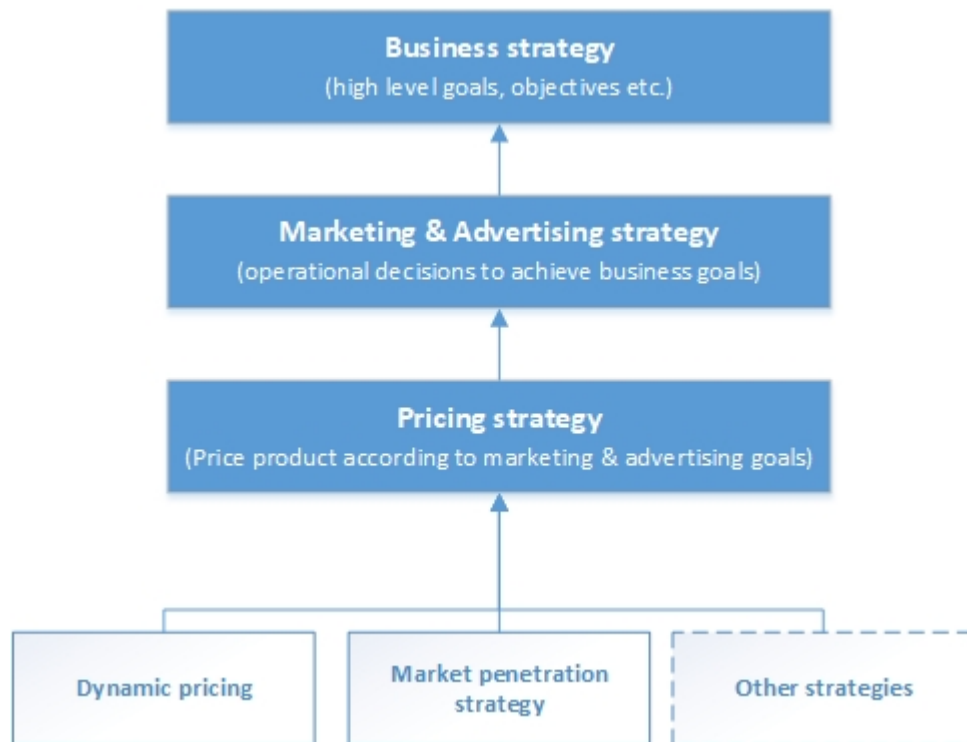 Business strategy
(high level goals, objectives etc.)
Marketing & Advertising strategy
(operational decisions to achieve business goals)
Pricing strategy
(Price product according to marketing & advertising goals)
Dynamic pricing
Market penetration
strategy
Other strategies